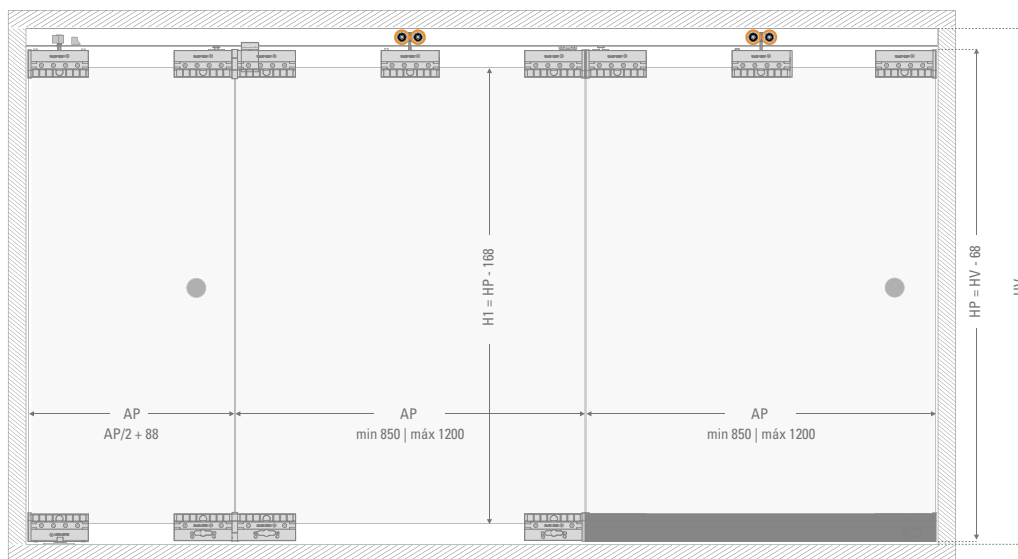 H1 = HP - 168
HP = HV - 68
HV
AP
AP/2 + 88
AP
min 850 | máx 1200
AP
min 850 | máx 1200